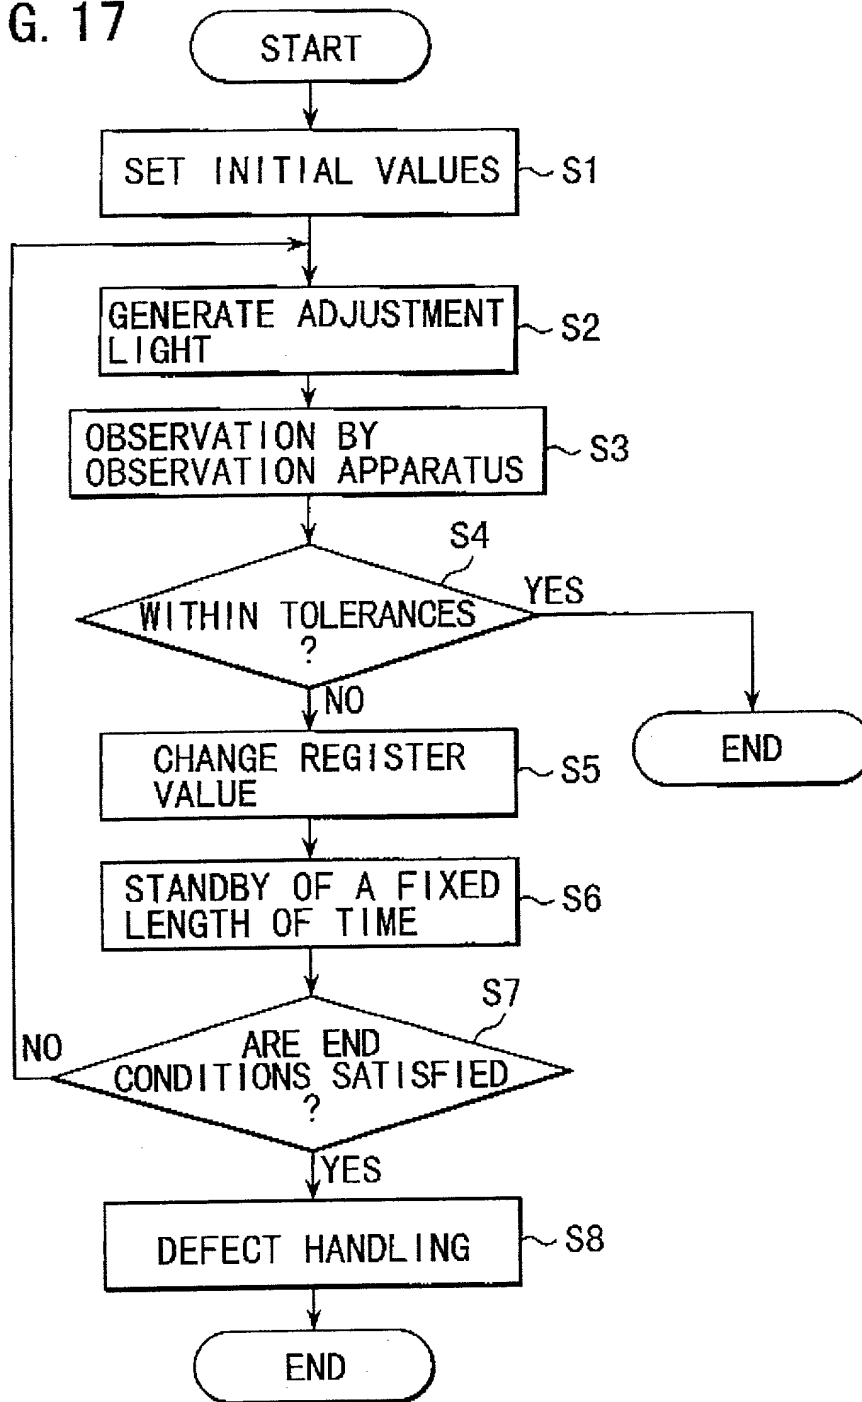 G. 17
START
SET INITIAL VALUES
S1
GENERATE ADJUSTMENT
LIGHT
S2
OBSERVATION BY
OBSERVATION APPARATUS
S3
S4
WITHIN TOLERANCES
?
YES
NO
END
CHANGE REGISTER
VALUE
S5
STANDBY OF A FIXED
LENGTH OF TIME
S6
S7
ARE END
CONDITIONS SATISFIED
?
NO
YES
DEFECT HANDLING
S8
END